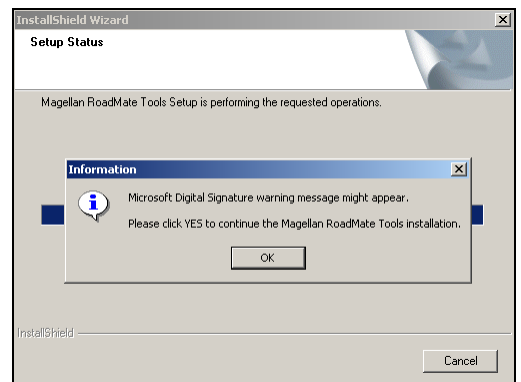 InstallShield Wizard
Setup Status
Magellan RoadMate Tools Setup is performing the requested operations.
Information
Microsoft Digital Signature warning message might appear.
Please click YES to continue the Magellan RoadMate Tools installation.
OK
InstallShield
Cancel